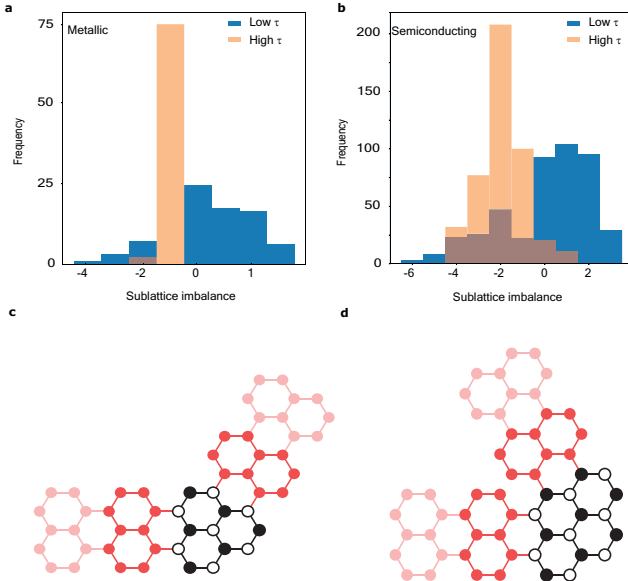 a
Metallic
Low τ
High τ
Frequency
75
50
25
0
-4
-2
0
1
Sublattice imbalance
b
Semiconducting
Low τ
High τ
Frequency
200
150
100
50
0
-6
-4
-2
0
2
Sublattice imbalance
c
d